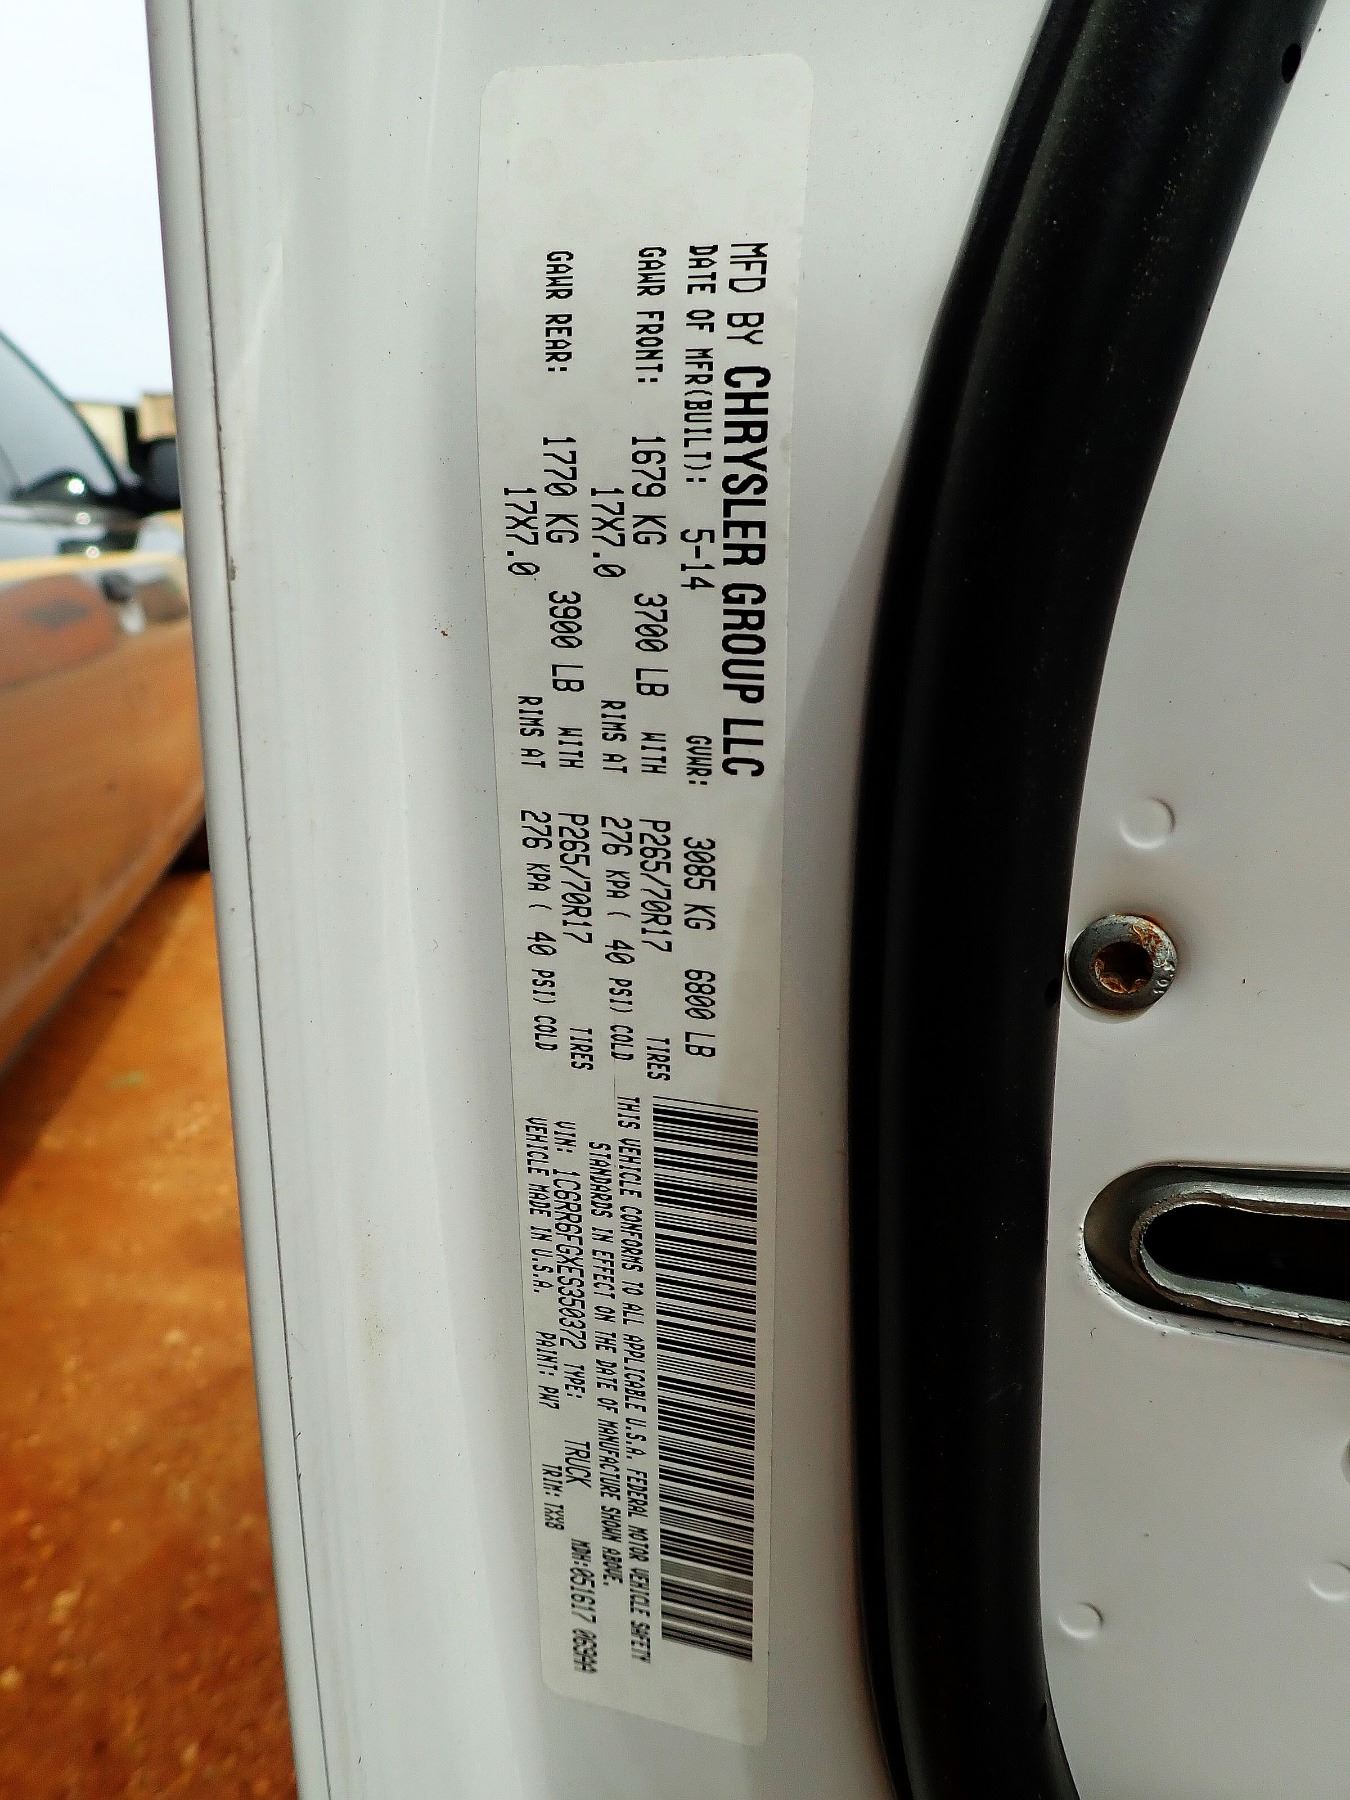 MFD BY CHRYSLER GROUP LLC
DATE OF MFR(BUILT): 5-14 GVWR: 3085 KG 6800 LB
GAWR FRONT: 1679 KG 3700 LB WITH P265/70R17 TIRES
17X7.0 RIMS AT 276 KPA ( 40 PSI) COLD
GAWR REAR: 1770 KG 3900 LB WITH P265/70R17 TIRES
17X7.0 RIMS AT 276 KPA ( 40 PSI) COLD
THIS VEHICLE CONFORMS TO ALL APPLICABLE U.S.A. FEDERAL MOTOR VEHICLE SAFETY
STANDARDS IN EFFECT ON THE DATE OF MANUFACTURE SHOWN ABOVE.
VIN: 1C6RR6FGXES350372 TYPE: TRUCK MDH:051617 069AA
VEHICLE MADE IN U.S.A. PAINT: PW7 TRIM: TXX8